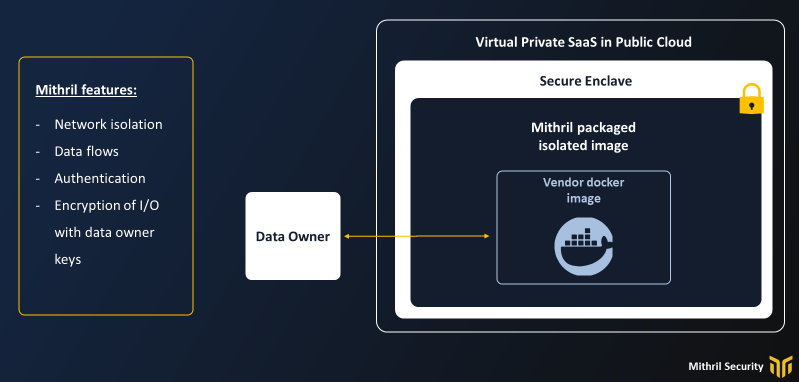 Virtual Private SaaS in Public Cloud
Secure Enclave
Mithril features:
- Network isolation
- Data flows
- Authentication
- Encryption of I/O
with data owner
keys
Mithril packaged
isolated image
Vendor docker
image
Data Owner
Mithril Security